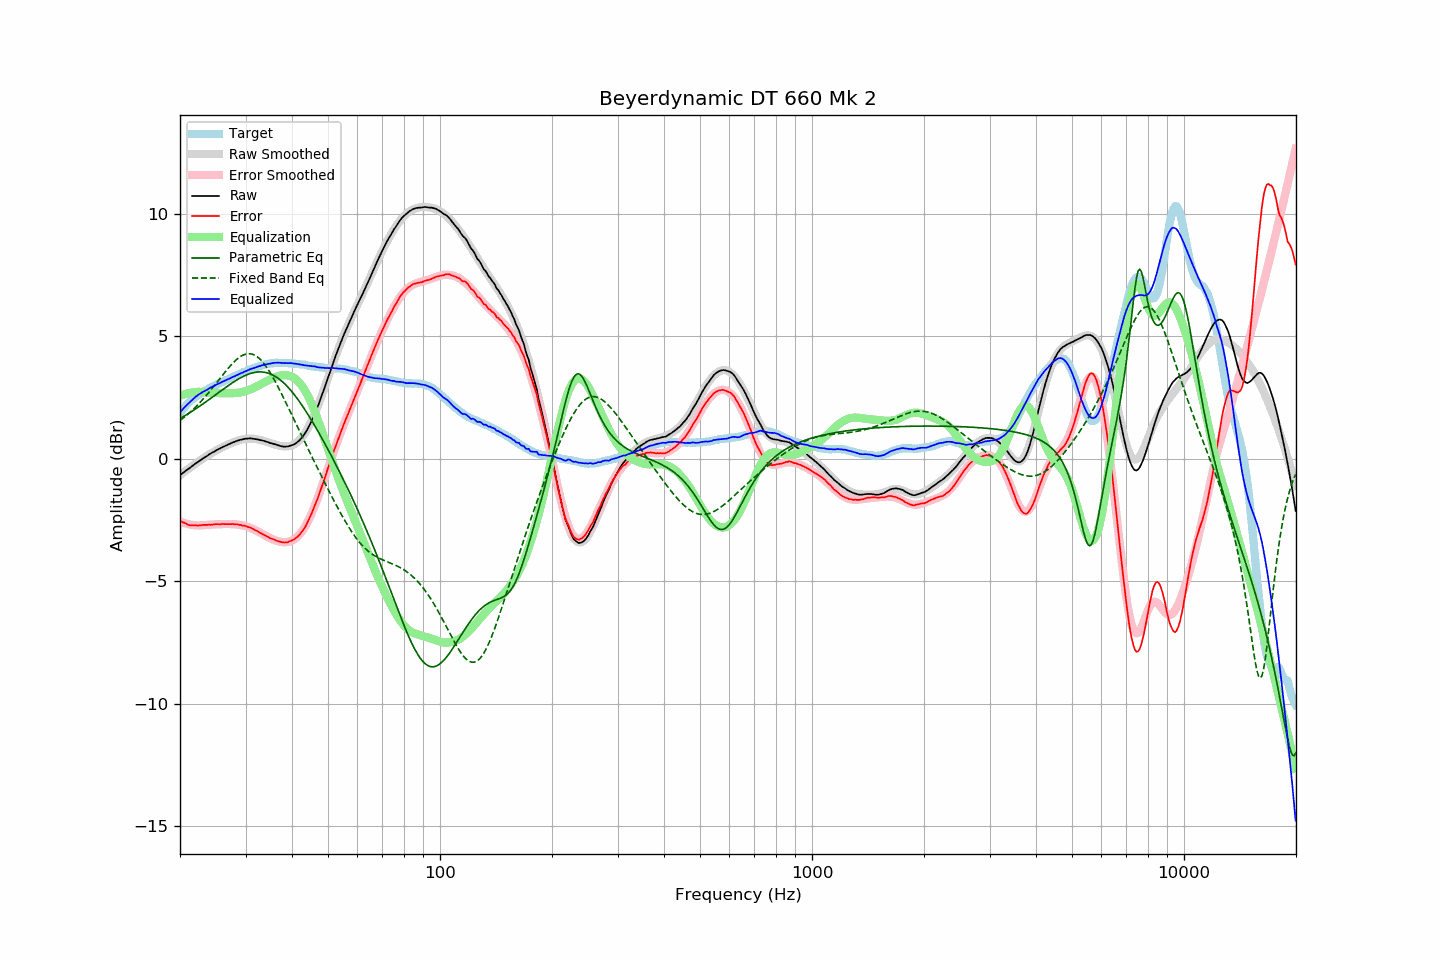 Beyerdynamic DT 660 Mk 2
Target
Raw Smoothed
Error Smoothed
Raw
Error
Equalization
Parametric Eq
Fixed Band Eq
Equalized
Amplitude (dBr)
10
5
0
−5
−10
−15
100
1000
10000
Frequency (Hz)